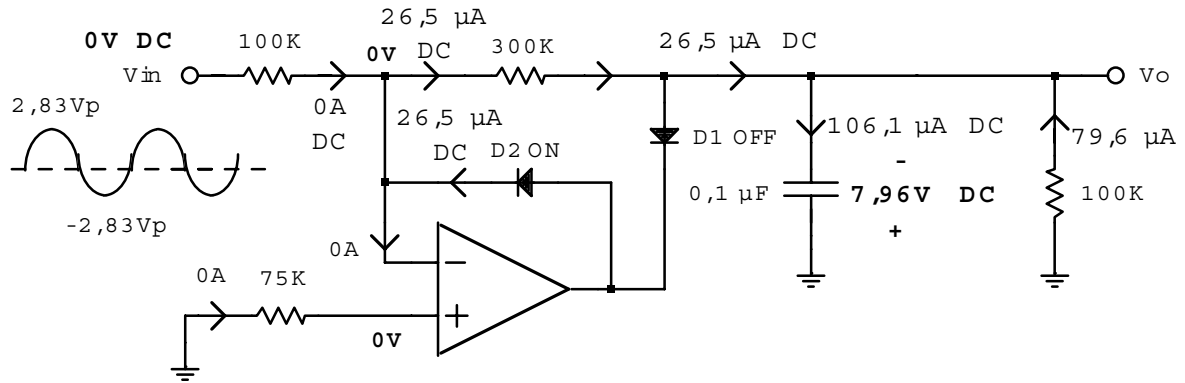 26,5 µA
DC
0V DC
100K
0V
300K
26,5 µA DC
Vin
Vo
0A
DC
2,83Vp
-2,83Vp
26,5 µA
DC
D2 ON
D1 OFF
106,1 µA DC
79,6 µA
-
0,1 µF
7,96V DC
+
100K
0A
−
0A
75K
+
0V